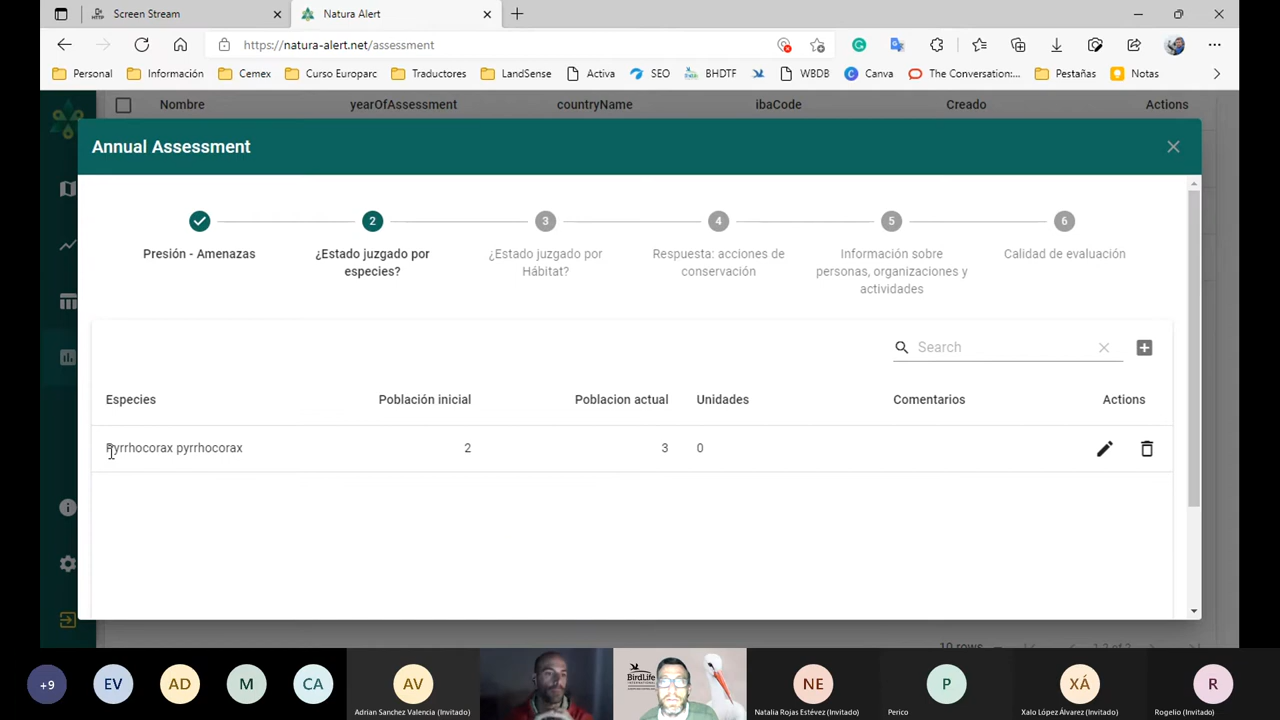 Screen Stream
Natura Alert
https://natura-alert.net/assessment
Personal
Información
Cemex
Curso Europarc
Traductores
LandSense
Activa
SEO
BHDTF
WBDB
Canva
The Conversation:...
Pestañas
Notas
Nombre
yearOfAssessment
countryName
ibaCode
Creado
Actions
Annual Assessment
2
3
4
5
6
Presión - Amenazas
¿Estado juzgado por
especies?
¿Estado juzgado por
Hábitat?
Respuesta: acciones de
conservación
Información sobre
personas, organizaciones y
actividades
Calidad de evaluación
Search
Especies
Población inicial
Poblacion actual
Unidades
Comentarios
Actions
Pyrrhocorax pyrrhocorax
2
3
0
10 rows
+9
EV
AD
M
CA
AV
Adrian Sanchez Valencia (Invitado)
BirdLife
INTERNATIONAL
NE
Natalia Rojas Estévez (Invitado)
P
Perico
XÁ
Xalo López Álvarez (Invitado)
R
Rogelio (Invitado)